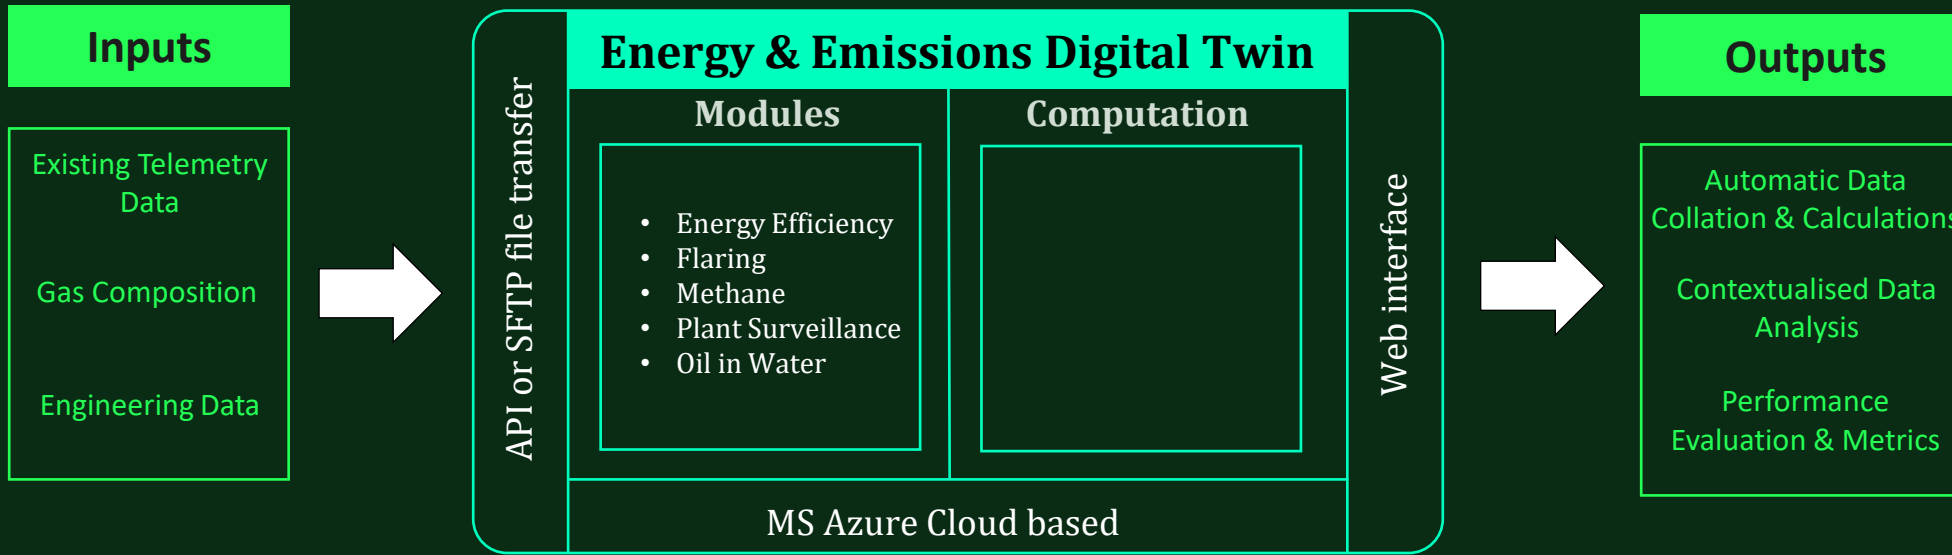 Inputs
Existing Telemetry
Data
Gas Composition
Engineering Data
API or SFTP file transfer
Energy & Emissions Digital Twin
Modules
• Energy Efficiency
• Flaring
• Methane
• Plant Surveillance
• Oil in Water
Computation
MS Azure Cloud based
Web interface
Outputs
Automatic Data
Collation & Calculations
Contextualised Data
Analysis
Performance
Evaluation & Metrics